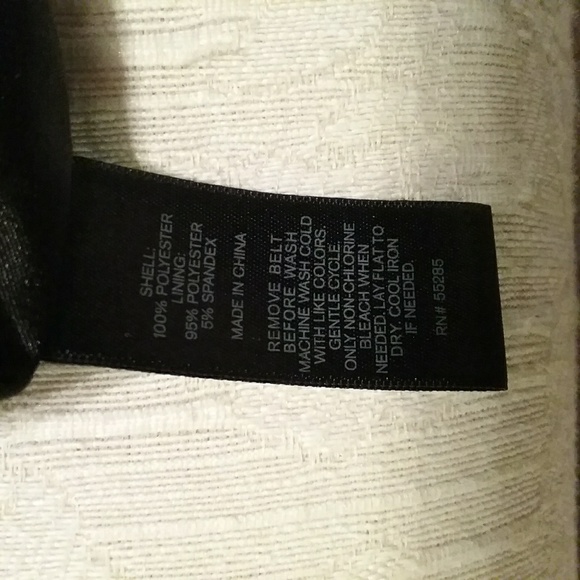 SHELL:
100% POLYESTER
LINING:
95% POLYESTER
5% SPANDEX
MADE IN CHINA
REMOVE BELT
BEFORE WASH
MACHINE WASH COLD
WITH LIKE COLORS.
GENTLE CYCLE.
ONLY NON-CHLORINE
BLEACH WHEN
NEEDED. LAY FLAT TO
DRY. COOL IRON
IF NEEDED.
RN# 55285